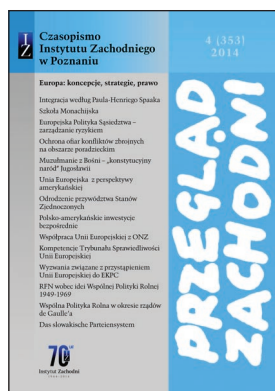 IZ
Czasopismo
Instytutu Zachodniego
w Poznaniu
4 (353)
2014
Europa: koncepcje, strategie, prawo
Integracja według Paula-Henriego Spaaka
Szkoła Monachijska
Europejska Polityka Sąsiedztwa –
zarządzanie ryzykiem
Ochrona ofiar konfliktów zbrojnych
na obszarze poradzieckim
Muzułmanie z Bośni – „konstytucyjny
naród” Jugosławii
Unia Europejska z perspektywy
amerykańskiej
Odrodzenie przywództwa Stanów
Zjednoczonych
Polsko-amerykańskie inwestycje
bezpośrednie
Współpraca Unii Europejskiej z ONZ
Kompetencje Trybunału Sprawiedliwości
Unii Europejskiej
Wyzwania związane z przystąpieniem
Unii Europejskiej do EKPC
RFN wobec idei Wspólnej Polityki Rolnej
1949-1969
Wspólna Polityka Rolna w okresie rządów
de Gaulle'a
Das slowakische Parteiensystem
70 lat
Instytut Zachodni
1944-2014
PRZEGLĄD
ZACHODNI